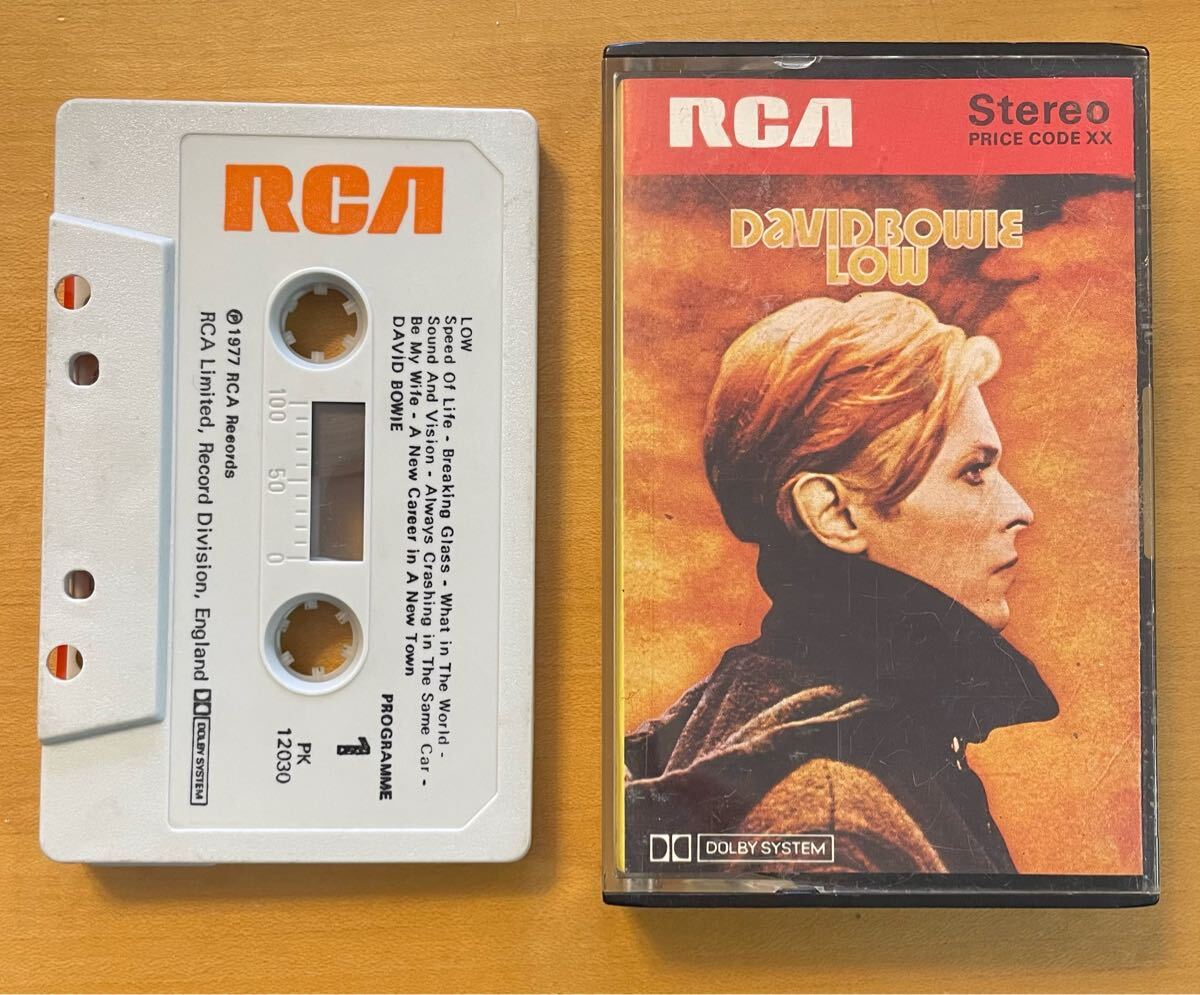 RCA
LOW
Speed Of Life - Breaking Glass - What in The World -
Sound And Vision - Always Crashing in The Same Car -
Be My Wife - A New Career in A New Town
DAVID BOWIE
PROGRAMME
1
PK
12030
100 50 0
℗ 1977 RCA Records
RCA Limited, Record Division, England DOLBY SYSTEM
RCA Stereo
PRICE CODE XX
DAVID BOWIE
LOW
DOLBY SYSTEM